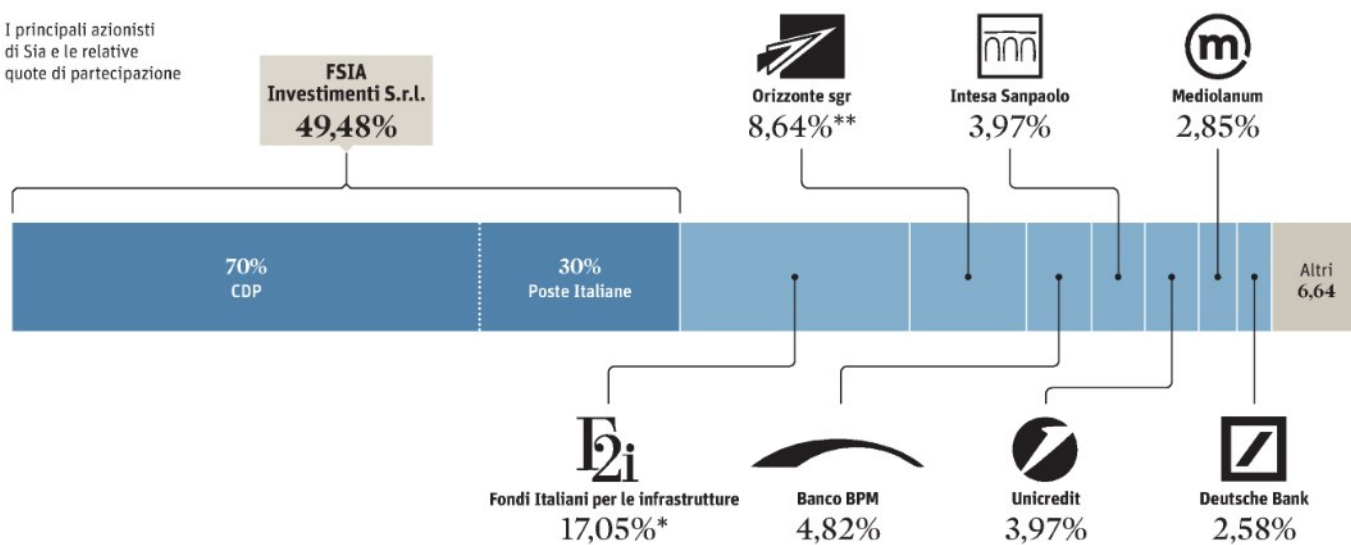 I principali azionisti
di Sia e le relative
quote di partecipazione
FSIA
Investimenti S.r.l.
49,48%
Orizzonte sgr
8,64%**
Intesa Sanpaolo
3,97%
m
Mediolanum
2,85%
70%
CDP
30%
Poste Italiane
Altri
6,64
F2i
Fondi Italiani per le infrastrutture
17,05%*
Banco BPM
4,82%
Unicredit
3,97%
Deutsche Bank
2,58%